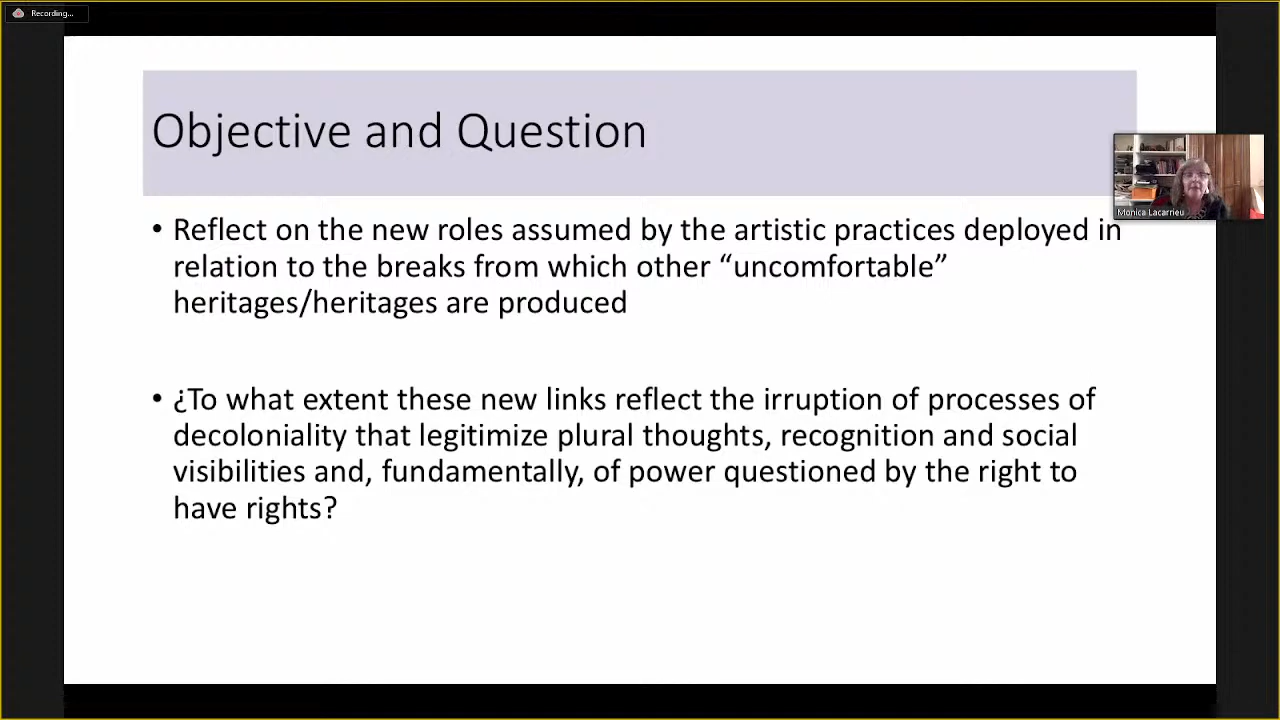 Recording...
Objective and Question
• Reflect on the new roles assumed by the artistic practices deployed in
relation to the breaks from which other “uncomfortable”
heritages/heritages are produced
• ¿To what extent these new links reflect the irruption of processes of
decoloniality that legitimize plural thoughts, recognition and social
visibilities and, fundamentally, of power questioned by the right to
have rights?
Monica Lacarrieu